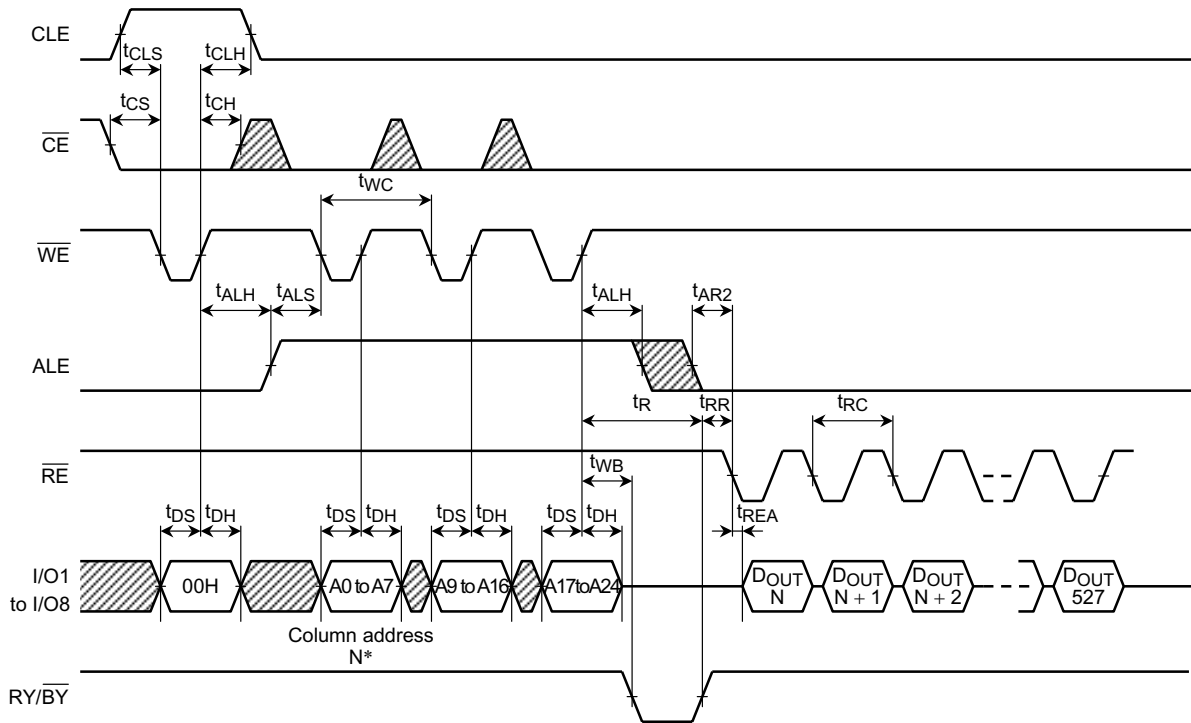 CLE
tCLS
tCLH
tCS
tCH
CE
tWC
WE
tALH
tALS
tALH
tAR2
ALE
tR
tRR
tRC
RE
tWB
tDS
tDH
tDS
tDH
tDS
tDH
tDS
tDH
tREA
I/O1
to I/O8
00H
A0 to A7
A9 to A16
A17 to A24
DOUT
N
DOUT
N + 1
DOUT
N + 2
DOUT
527
Column address
N*
RY/BY